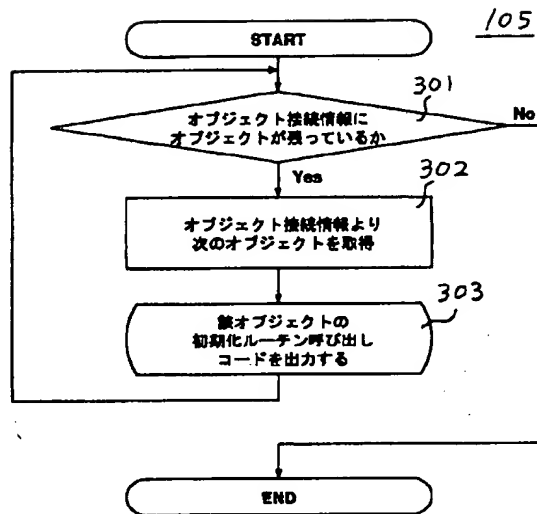 105
START
301
オブジェクト接続情報に
オブジェクトが残っているか
No
Yes
302
オブジェクト接続情報より
次のオブジェクトを取得
303
該オブジェクトの
初期化ルーテン呼び出し
コードを出力する
END